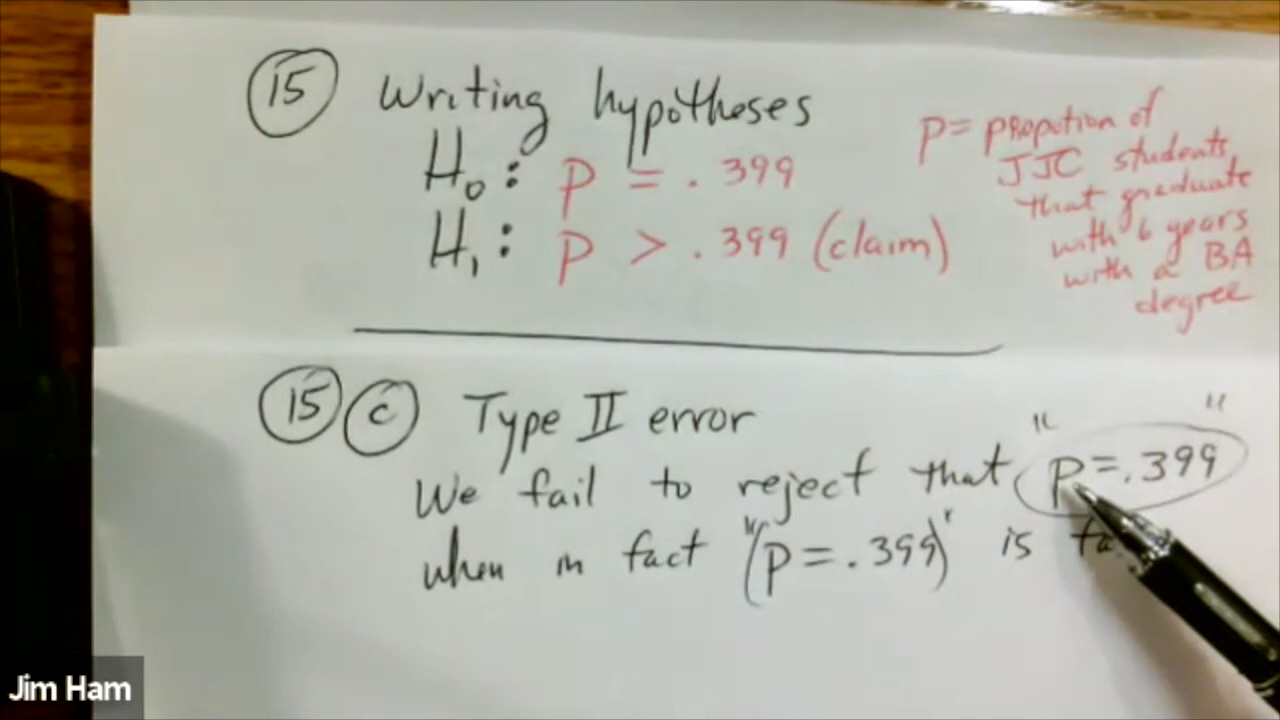 15 Writing hypotheses
H₀: P = .399
H₁: P > .399 (claim)
P = propotion of
JJC students
that graduate
with 6 years
with a BA
degree
15 c Type II error
We fail to reject that "p=.399"
when in fact "(p=.399)" is
Jim Ham